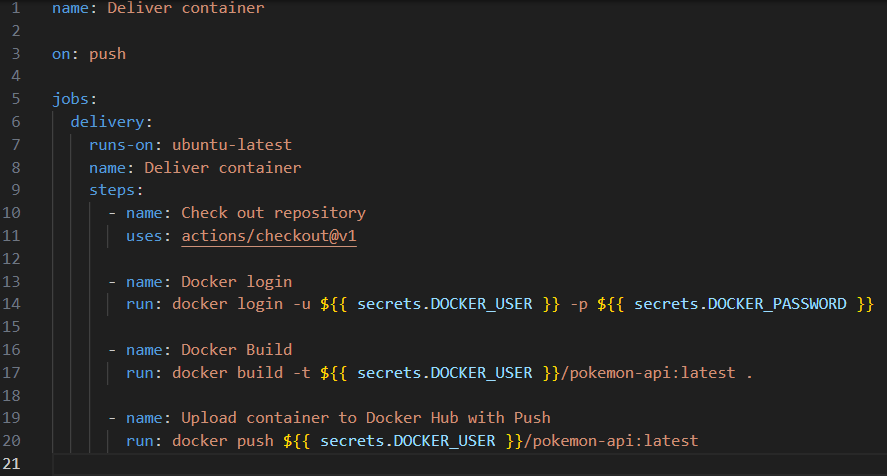 1 name: Deliver container
2
3 on: push
4
5 jobs:
6 delivery:
7 runs-on: ubuntu-latest
8 name: Deliver container
9 steps:
10 - name: Check out repository
11 uses: actions/checkout@v1
12
13 - name: Docker login
14 run: docker login -u ${{ secrets.DOCKER_USER }} -p ${{ secrets.DOCKER_PASSWORD }}
15
16 - name: Docker Build
17 run: docker build -t ${{ secrets.DOCKER_USER }}/pokemon-api:latest .
18
19 - name: Upload container to Docker Hub with Push
20 run: docker push ${{ secrets.DOCKER_USER }}/pokemon-api:latest
21